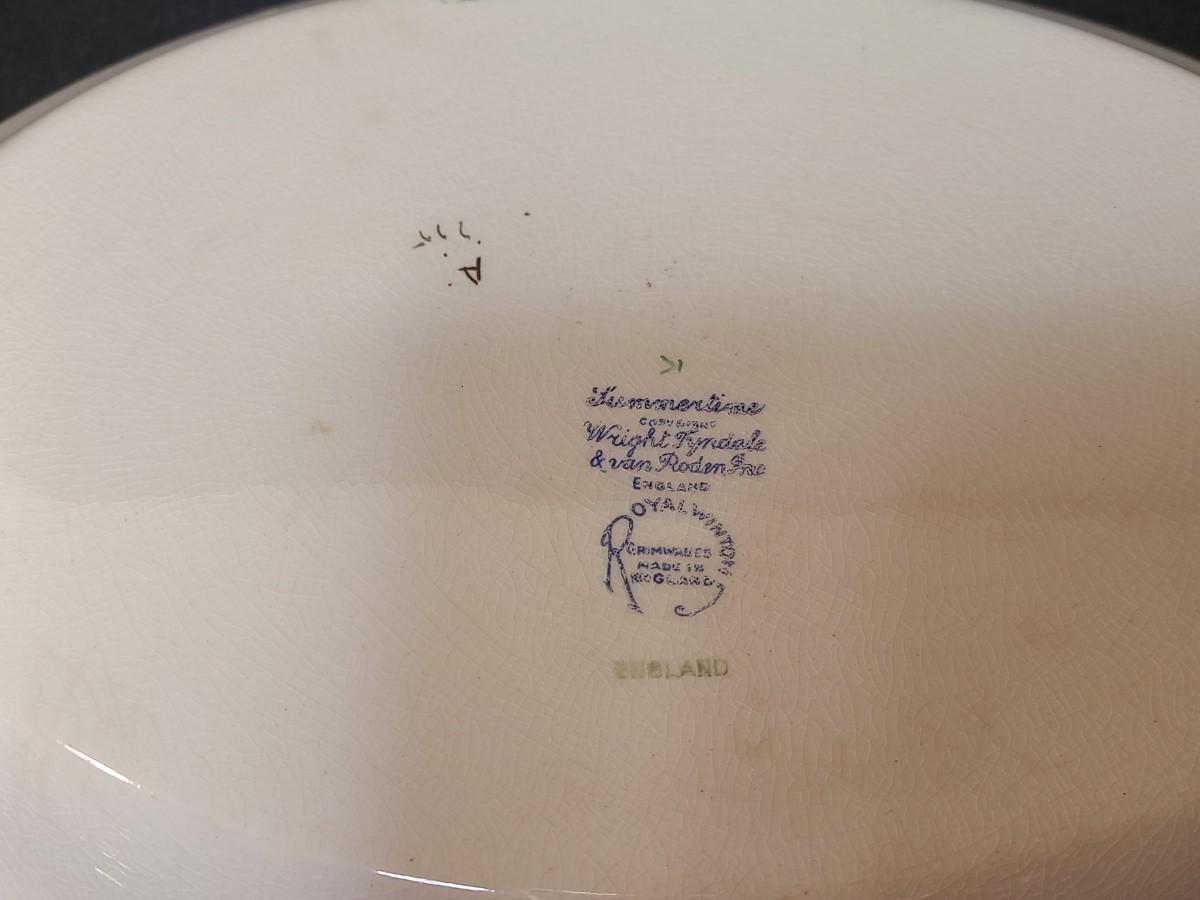 A
Summertime
COPYRIGHT
Wright Tyndale
& van Roden Inc
ENGLAND
ROYAL WINTON
GRIMWADES
MADE IN
ENGLAND
ENGLAND